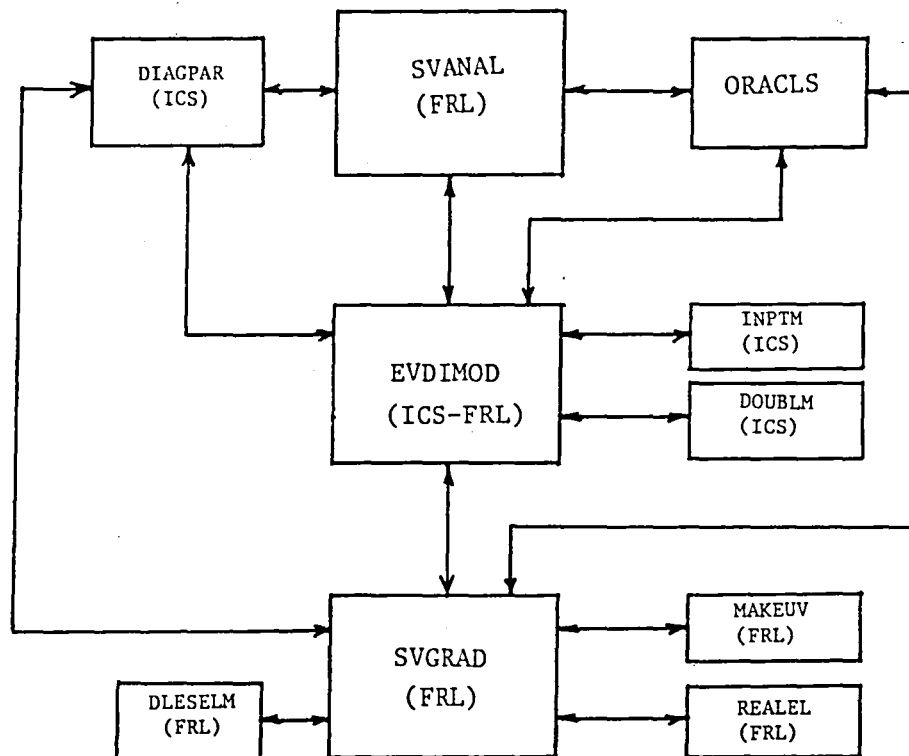 DIAGPAR
(ICS)
SVANAL
(FRL)
ORACLS
EVDIMOD
(ICS-FRL)
INPTM
(ICS)
DOUBLM
(ICS)
SVGRAD
(FRL)
MAKEUV
(FRL)
DLESELM
(FRL)
REALEL
(FRL)